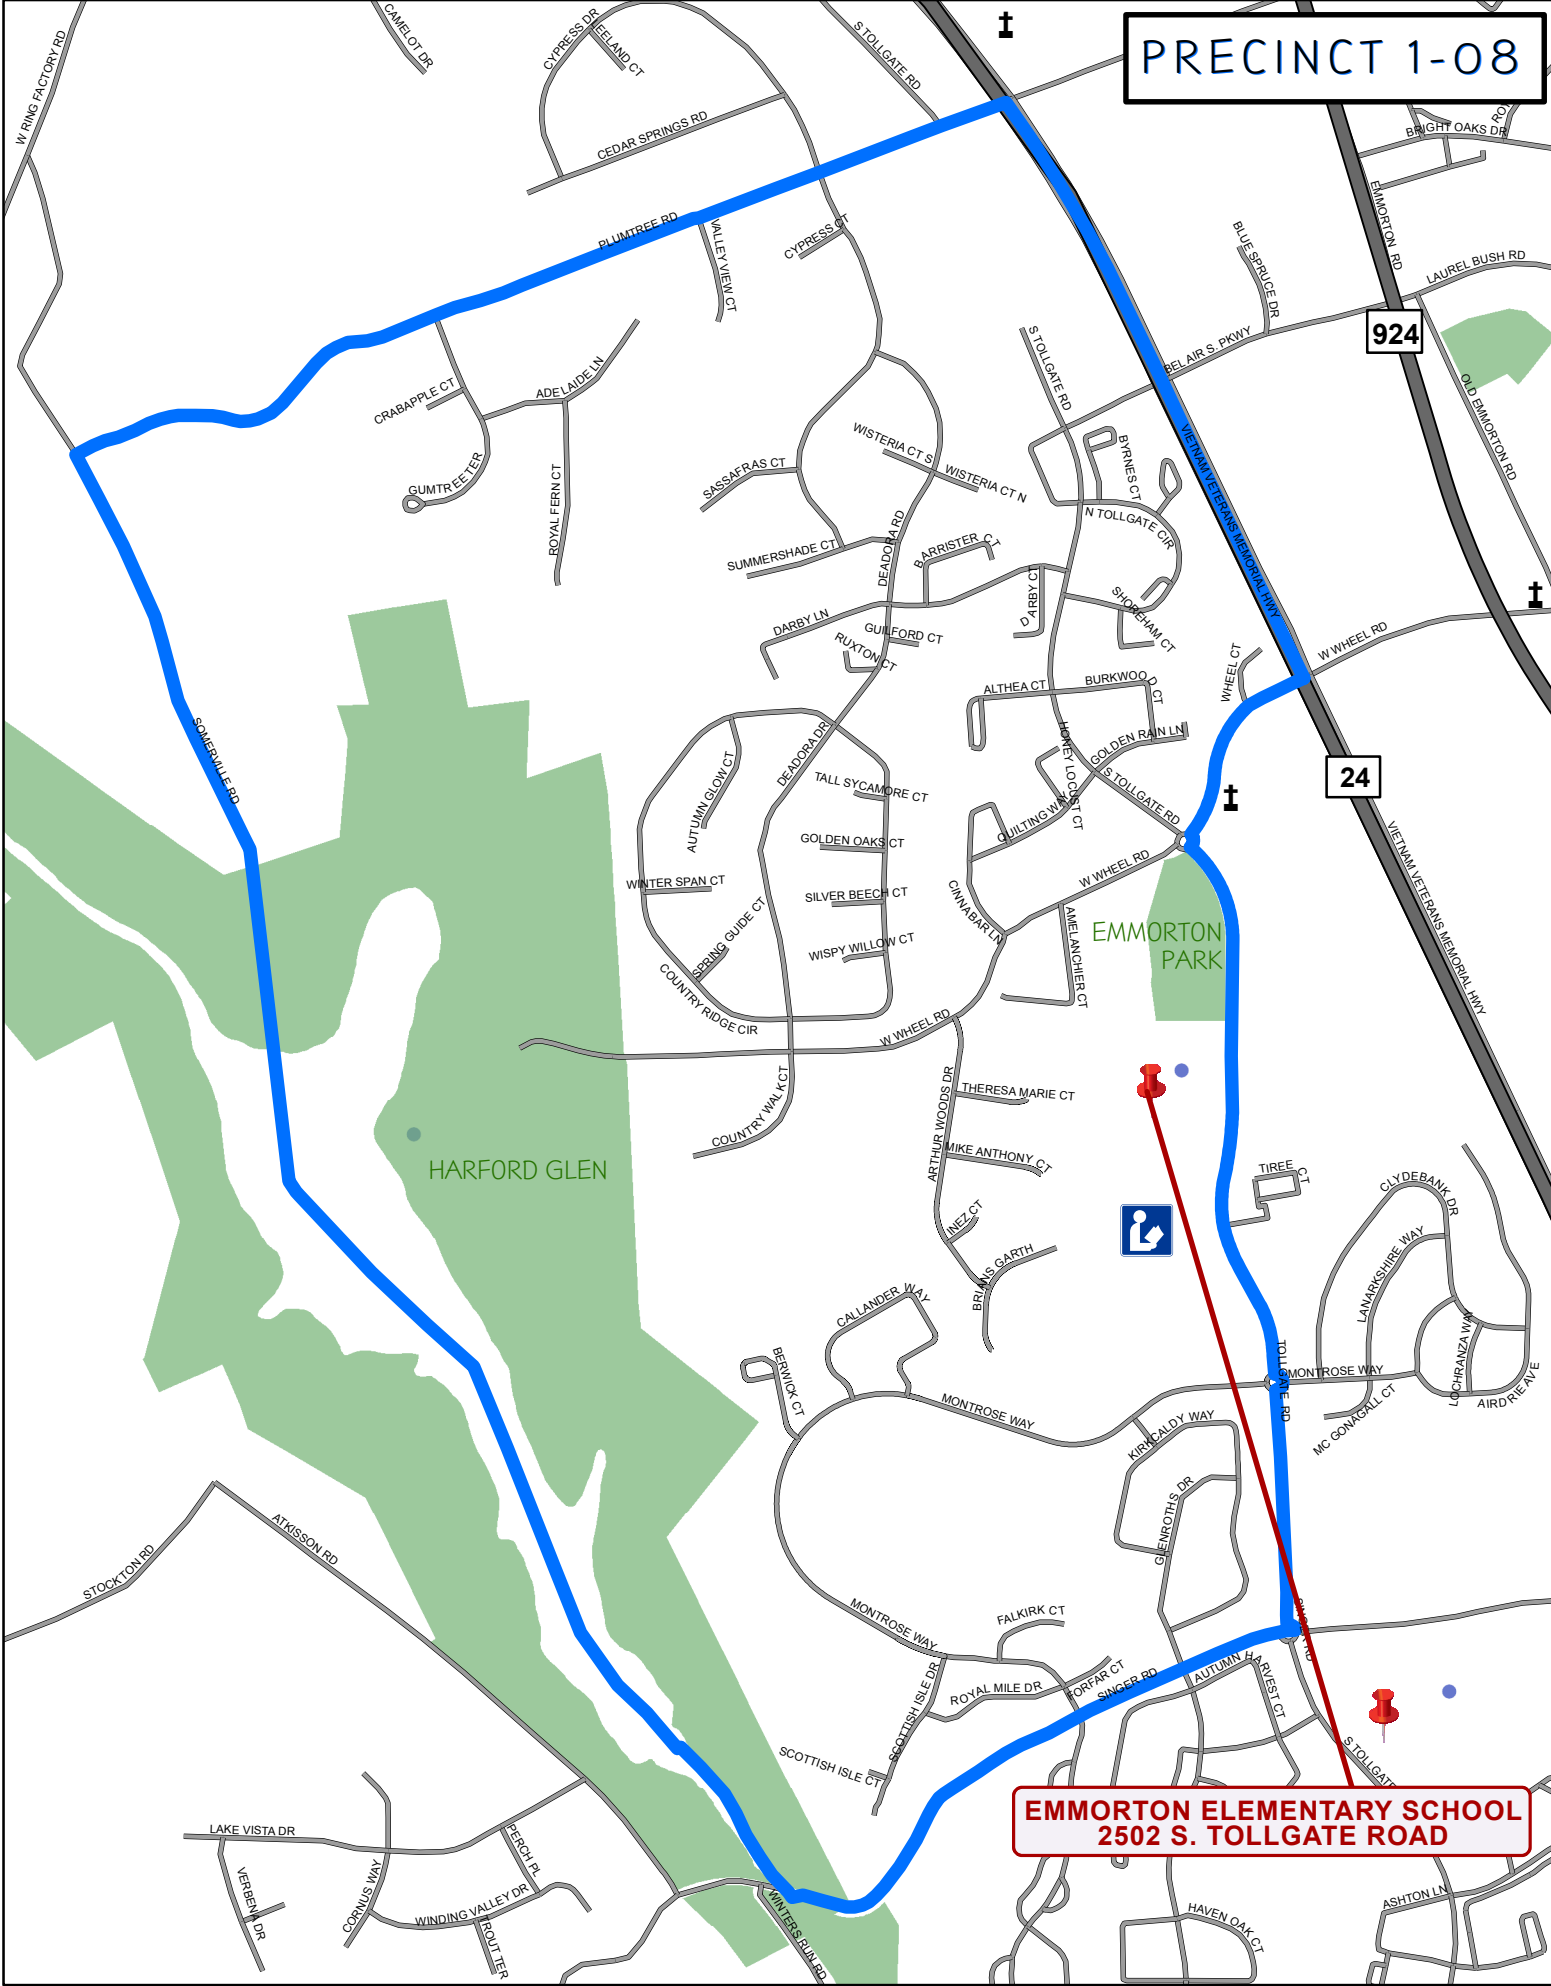 PRECINCT 1-08
W RING FACTORY RD
CAMELOT DR
CYPRESS DR
S TOLLGATE RD
CEDAR SPRINGS RD
BRIGHT OAKS DR
EMMORTON RD
PLUMTREE RD
VALLEY VIEW CT
CYPRESS CT
BLUE SPRUCE DR
LAUREL BUSH RD
924
BEL AIR S. PKWY
S TOLLGATE RD
OLD EMMORTON RD
CRABAPPLE CT
ADELAIDE LN
GUMTREE TER
ROYAL FERN CT
SASSAFRAS CT
WISTERIA CT S
WISTERIA CT N
BYRNES CT
N TOLLGATE CIR
VIETNAM VETERANS MEMORIAL HWY
SUMMERSHADE CT
DEADORA RD
BARRISTER CT
DARBY CT
SHOREHAM CT
DARBY LN
GUILFORD CT
RUXTON CT
W WHEEL RD
WHEEL CT
ALTHEA CT
BURKWOOD CT
SOMERVILLE RD
HONEY LOCUST CT
GOLDEN RAIN LN
DEADORA DR
AUTUMN GLOW CT
TALL SYCAMORE CT
S TOLLGATE RD
24
QUILTING WAY
GOLDEN OAKS CT
VIETNAM VETERANS MEMORIAL HWY
W WHEEL RD
WINTER SPAN CT
SILVER BEECH CT
CINNABAR LN
AMELANCHIER CT
EMMORTON
PARK
SPRING GUIDE CT
WISPY WILLOW CT
COUNTRY RIDGE CIR
W WHEEL RD
COUNTRY WALK CT
ARTHUR WOODS DR
THERESA MARIE CT
MIKE ANTHONY CT
HARFORD GLEN
TIREE CT
CLYDEBANK DR
INEZ CT
BRIANS GARTH
LANARKSHIRE WAY
CALLANDER WAY
BERWICK CT
TOLLGATE RD
MONTROSE WAY
LOCHRANZA WAY
AIRDRIE AVE
MC GONAGALL CT
MONTROSE WAY
KIRKCALDY WAY
GLENROTHS DR
ATKISSON RD
STOCKTON RD
MONTROSE WAY
FALKIRK CT
SINGER RD
SCOTTISH ISLE DR
ROYAL MILE DR
FORFAR CT
SINGER RD
AUTUMN HARVEST CT
SCOTTISH ISLE CT
S TOLLGATE
EMMORTON ELEMENTARY SCHOOL
2502 S. TOLLGATE ROAD
LAKE VISTA DR
PERCH PL
VERBENA DR
CORNUS WAY
WINDING VALLEY DR
TROUT TER
WINTERS RUN RD
ASHTON LN
HAVEN OAK CT